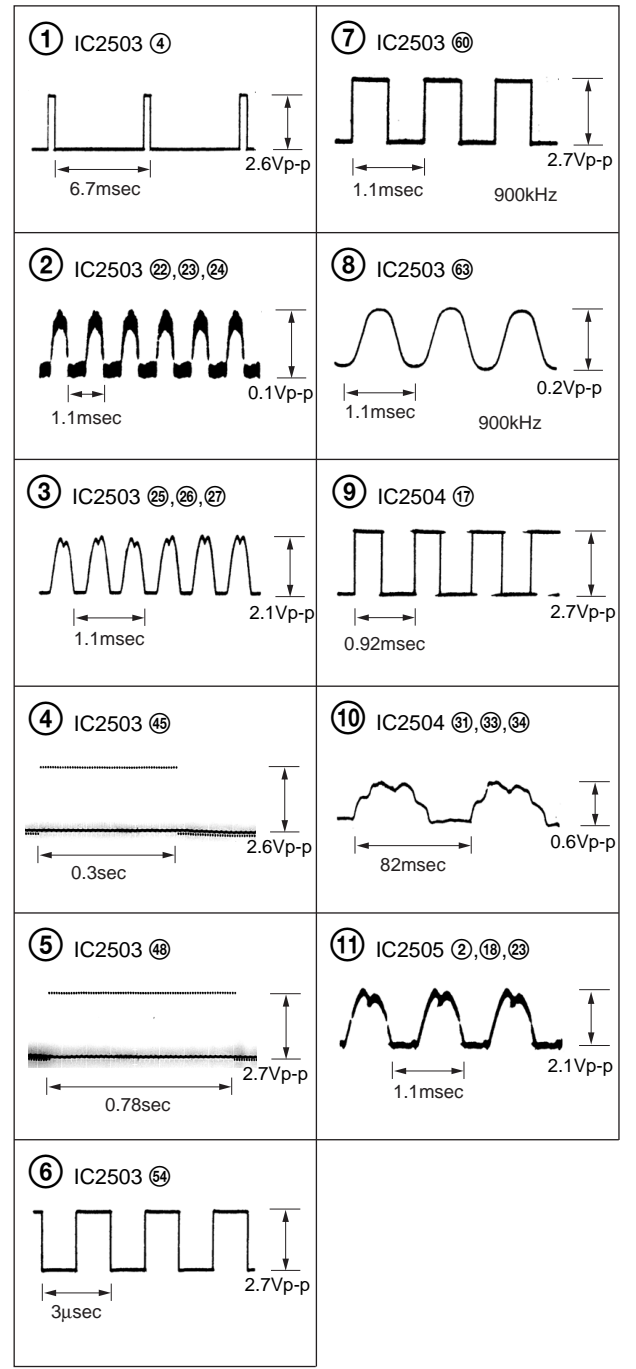 ① IC2503 ④
2.6Vp-p
6.7msec
② IC2503 ㉒,㉓,㉔
0.1Vp-p
1.1msec
③ IC2503 ㉕,㉖,㉗
2.1Vp-p
1.1msec
④ IC2503 ㊺
2.6Vp-p
0.3sec
⑤ IC2503 ㊽
2.7Vp-p
0.78sec
⑥ IC2503 54
2.7Vp-p
3μsec
⑦ IC2503 60
2.7Vp-p
1.1msec 900kHz
⑧ IC2503 63
0.2Vp-p
1.1msec
900kHz
⑨ IC2504 ⑰
2.7Vp-p
0.92msec
⑩ IC2504 ㉛,㉝,㉞
0.6Vp-p
82msec
⑪ IC2505 ②,⑱,㉓
2.1Vp-p
1.1msec